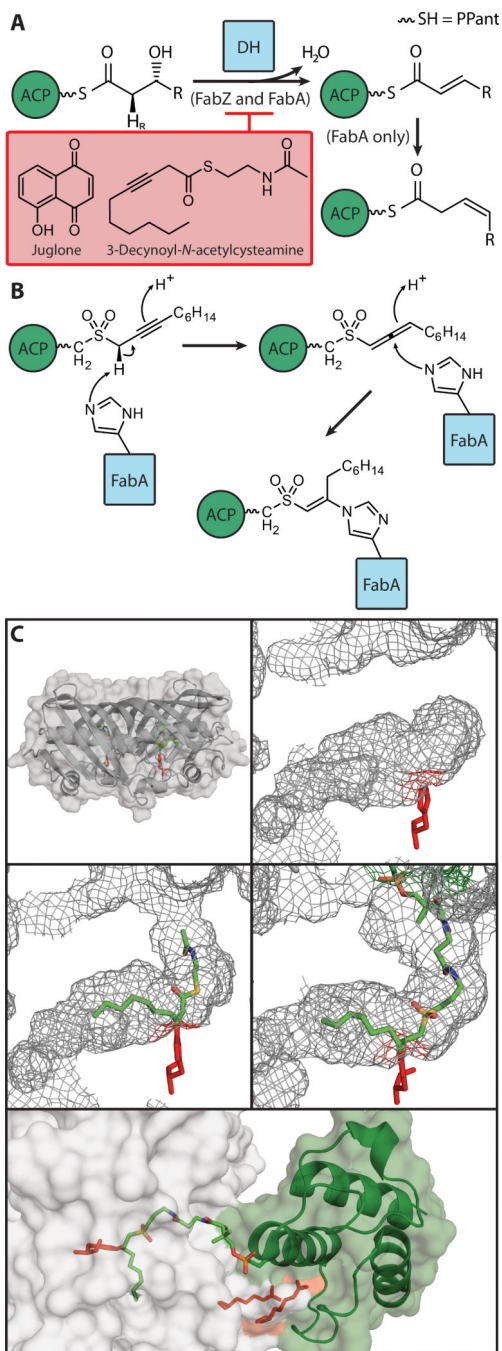 A
SH = PPant
DH
H2O
O
OH
ACP
S
R
HR
(FabZ and FabA)
O
ACP
S
R
(FabA only)
O
O
OH
O
S
O
N
H
O
Juglone
3-Decynoyl-N-acetylcysteamine
O
ACP
S
R
B
H+
O
O
S
C6H14
ACP
C
H2
H
N
NH
FabA
H+
O
O
S
C6H14
ACP
C
H2
N
NH
FabA
C6H14
O
O
S
ACP
C
H2
N
N
FabA
C